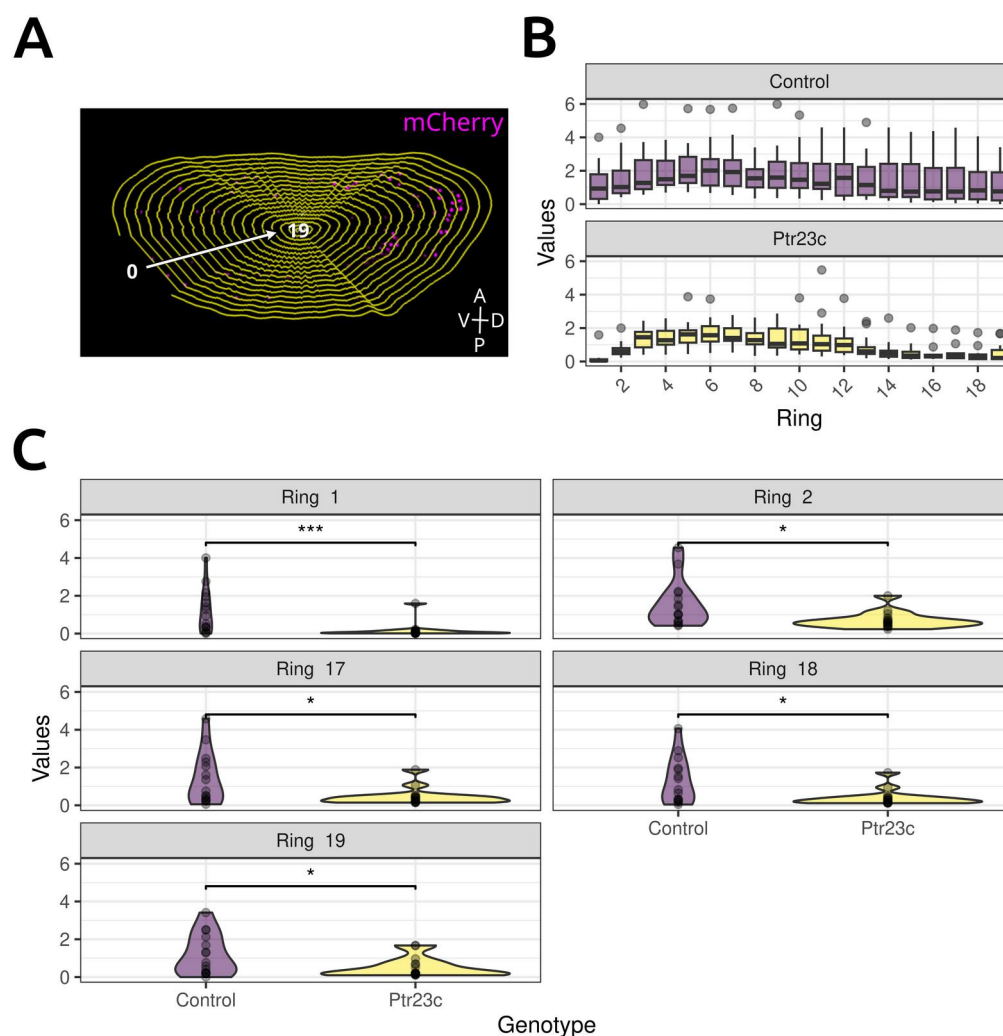 A
mCherry
19
0
A
V D
P
B
Control
6
4
2
0
Ptr23c
6
4
2
0
Values
2 4 6 8 10 12 14 16 18
Ring
C
Ring 1
***
6
4
2
0
Ring 2
*
Ring 17
*
6
4
2
0
Ring 18
*
Control Ptr23c
Ring 19
*
6
4
2
0
Control Ptr23c
Values
Genotype